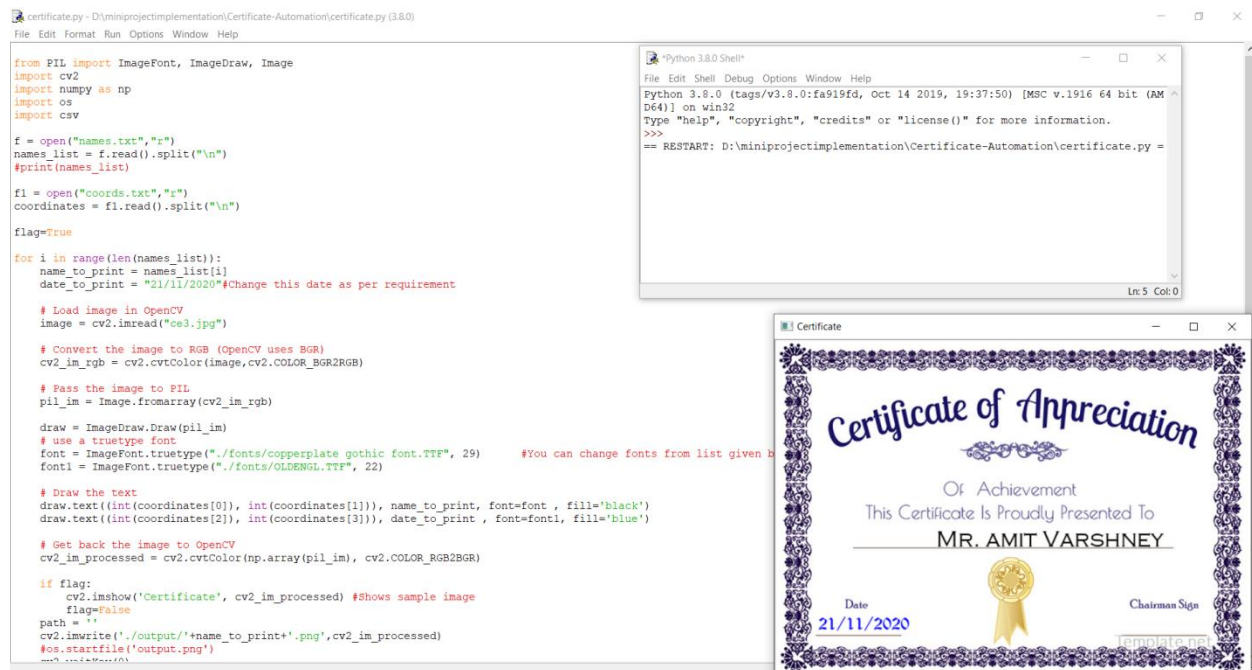 certificate.py - D:\miniprojectimplementation\Certificate-Automation\certificate.py (3.8.0)
File Edit Format Run Options Window Help
from PIL import ImageFont, ImageDraw, Image
import cv2
import numpy as np
import os
import csv
f = open("names.txt","r")
names_list = f.read().split("\n")
#print(names_list)
f1 = open("coords.txt","r")
coordinates = f1.read().split("\n")
flag=True
for i in range(len(names_list)):
    name_to_print = names_list[i]
    date_to_print = "21/11/2020"#Change this date as per requirement
    # Load image in OpenCV
    image = cv2.imread("ce3.jpg")
    # Convert the image to RGB (OpenCV uses BGR)
    cv2_im_rgb = cv2.cvtColor(image,cv2.COLOR_BGR2RGB)
    # Pass the image to PIL
    pil_im = Image.fromarray(cv2_im_rgb)
    draw = ImageDraw.Draw(pil_im)
    # use a truetype font
    font = ImageFont.truetype("./fonts/copperplate gothic font.TTF", 29)      #You can change fonts from list given b
    font1 = ImageFont.truetype("./fonts/OLDENGL.TTF", 22)
    # Draw the text
    draw.text((int(coordinates[0]), int(coordinates[1])), name_to_print, font=font , fill='black')
    draw.text((int(coordinates[2]), int(coordinates[3])), date_to_print , font=font1, fill='blue')
    # Get back the image to OpenCV
    cv2_im_processed = cv2.cvtColor(np.array(pil_im), cv2.COLOR_RGB2BGR)
    if flag:
        cv2.imshow('Certificate', cv2_im_processed) #Shows sample image
        flag=False
    path = ''
    cv2.imwrite('./output/'+name_to_print+'.png',cv2_im_processed)
    #os.startfile('output.png')
*Python 3.8.0 Shell*
File Edit Shell Debug Options Window Help
Python 3.8.0 (tags/v3.8.0:fa919fd, Oct 14 2019, 19:37:50) [MSC v.1916 64 bit (AM
D64)] on win32
Type "help", "copyright", "credits" or "license()" for more information.
>>>
== RESTART: D:\miniprojectimplementation\Certificate-Automation\certificate.py =
Ln: 5 Col: 0
Certificate
Certificate of Appreciation
Of Achievement
This Certificate Is Proudly Presented To
MR. AMIT VARSHNEY
Date
Chairman Sign
21/11/2020
Template.net